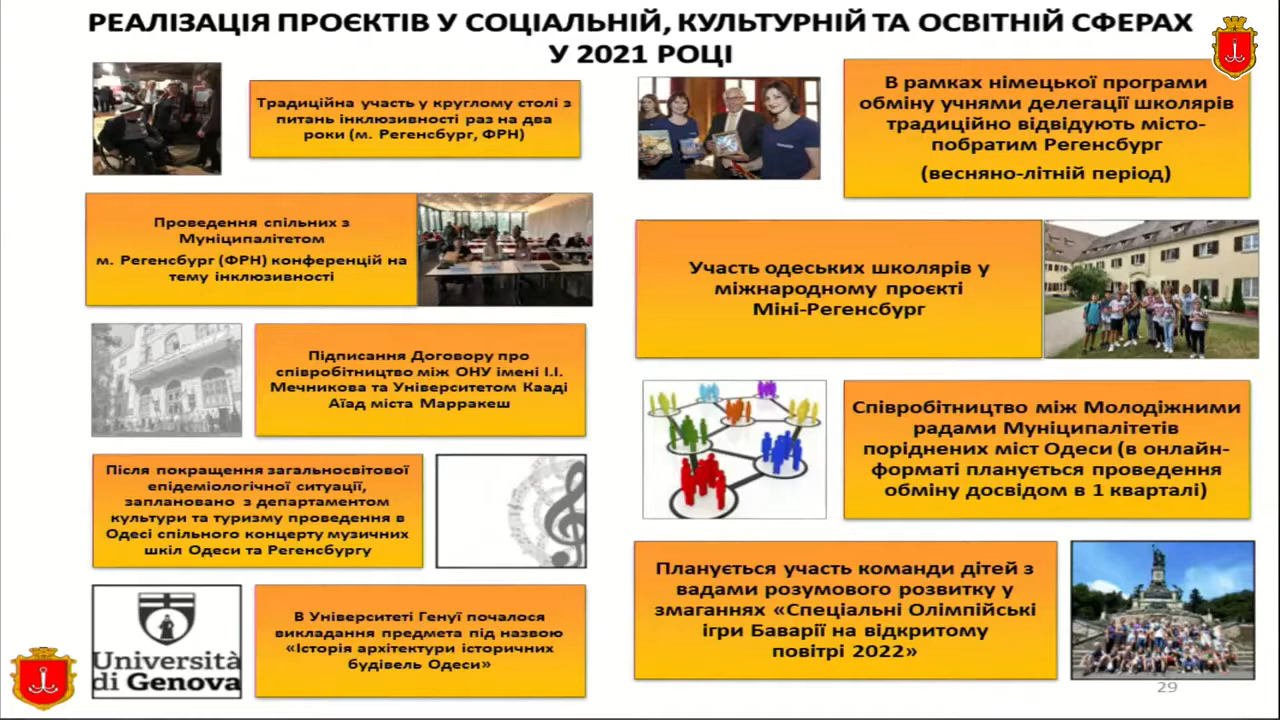 РЕАЛІЗАЦІЯ ПРОЄКТІВ У СОЦІАЛЬНІЙ, КУЛЬТУРНІЙ ТА ОСВІТНІЙ СФЕРАХ
У 2021 РОЦІ
Традиційна участь у круглому столі з
питань інклюзивності раз на два
роки (м. Регенсбург, ФРН)
Проведення спільних з
Муніципалітетом
м. Регенсбург (ФРН) конференцій на
тему інклюзивності
Підписання Договору про
співробітництво між ОНУ імені І.І.
Мечникова та Університетом Кааді
Аїад міста Марракеш
Після покращення загальносвітової
епідеміологічної ситуації,
заплановано з департаментом
культури та туризму проведення в
Одесі спільного концерту музичних
шкіл Одеси та Регенсбургу
Università
di Genova
В Університеті Генуї почалося
викладання предмета під назвою
«Історія архітектури історичних
будівель Одеси»
В рамках німецької програми
обміну учнями делегації школярів
традиційно відвідують місто-
побратим Регенсбург
(весняно-літній період)
Участь одеських школярів у
міжнародному проєкті
Міні-Регенсбург
Співробітництво між Молодіжними
радами Муніципалітетів
поріднених міст Одеси (в онлайн-
форматі планується проведення
обміну досвідом в 1 кварталі)
Планується участь команди дітей з
вадами розумового розвитку у
змаганнях «Спеціальні Олімпійські
ігри Баварії на відкритому
повітрі 2022»
29